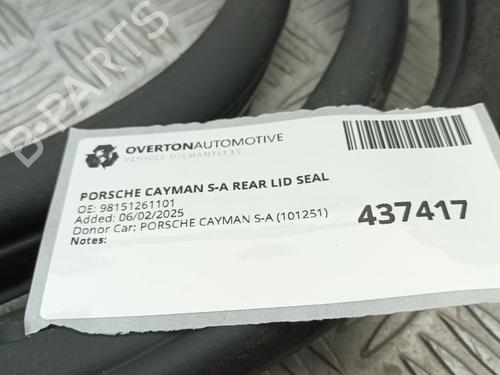 B-PARTS
OVERTONAUTOMOTIVE
VEHICLE DISMANTLERS
PORSCHE CAYMAN S-A REAR LID SEAL
OE: 98151261101
Added: 06/02/2025
Donor Car: PORSCHE CAYMAN S-A (101251)
Notes:
437417